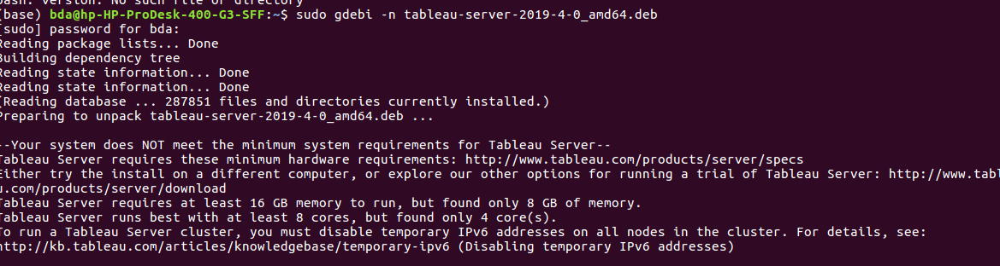 bash: version: No such file or directory
(base) bda@hp-HP-ProDesk-400-G3-SFF:~$ sudo gdebi -n tableau-server-2019-4-0_amd64.deb
[sudo] password for bda:
Reading package lists... Done
Building dependency tree
Reading state information... Done
Reading state information... Done
(Reading database ... 287851 files and directories currently installed.)
Preparing to unpack tableau-server-2019-4-0_amd64.deb ...
--Your system does NOT meet the minimum system requirements for Tableau Server--
Tableau Server requires these minimum hardware requirements: http://www.tableau.com/products/server/specs
Either try the install on a different computer, or explore our other options for running a trial of Tableau Server: http://www.tabl
u.com/products/server/download
Tableau Server requires at least 16 GB memory to run, but found only 8 GB of memory.
Tableau Server runs best with at least 8 cores, but found only 4 core(s).
To run a Tableau Server cluster, you must disable temporary IPv6 addresses on all nodes in the cluster. For details, see:
http://kb.tableau.com/articles/knowledgebase/temporary-ipv6 (Disabling temporary IPv6 addresses)